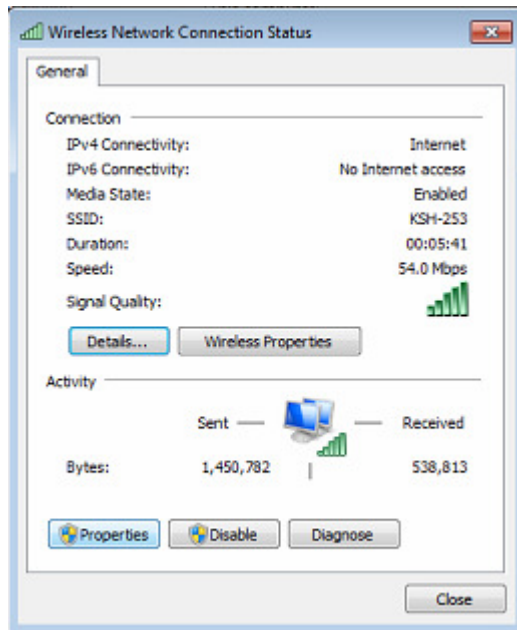 Wireless Network Connection Status
General
Connection
IPv4 Connectivity: Internet
IPv6 Connectivity: No Internet access
Media State: Enabled
SSID: KSH-253
Duration: 00:05:41
Speed: 54.0 Mbps
Signal Quality:
Details... Wireless Properties
Activity
Sent Received
Bytes: 1,450,782 538,813
Properties Disable Diagnose
Close